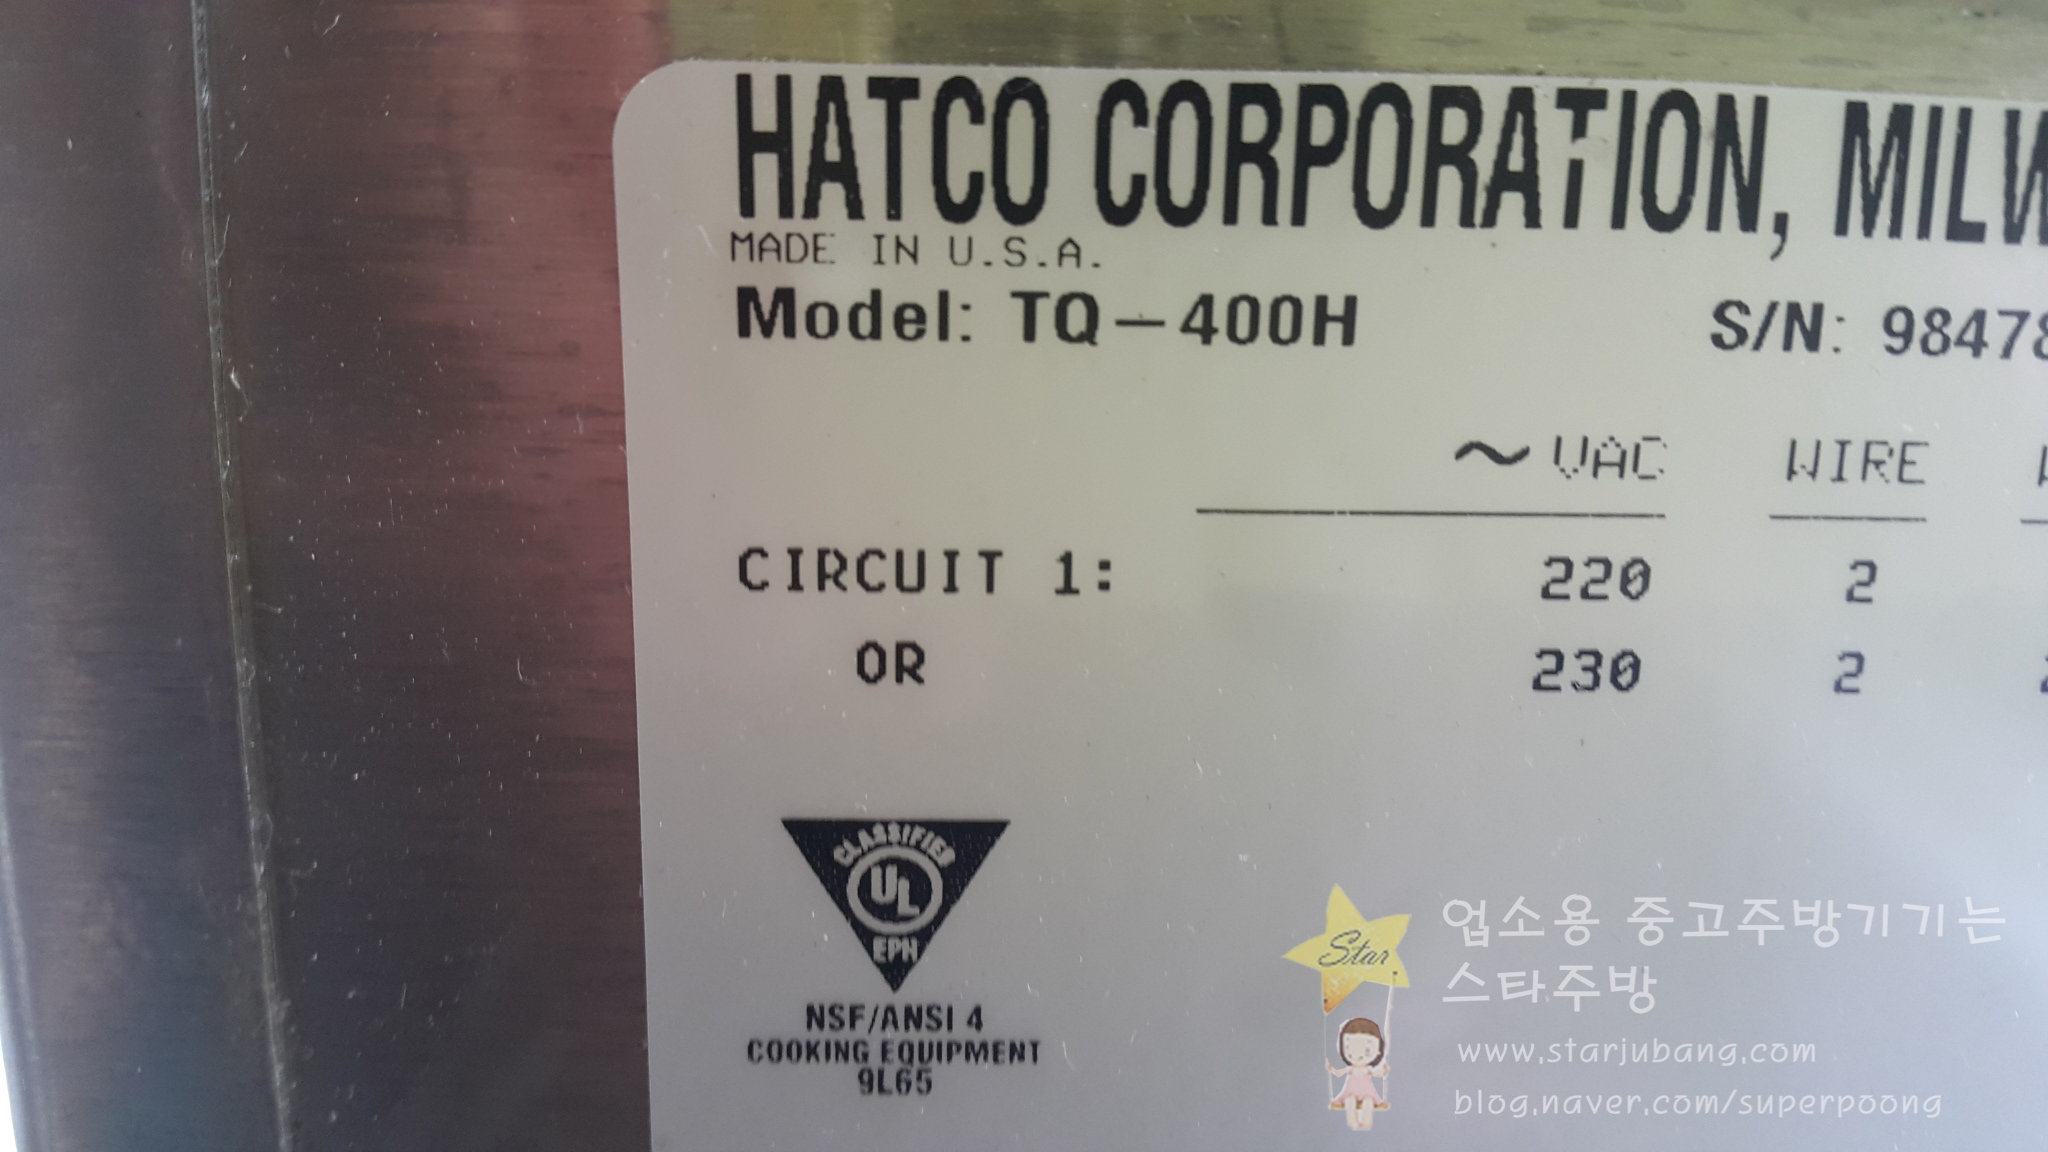 HATCO CORPORATION,
MADE IN U.S.A.
Model: TQ-400H
S/N: 98478
~ VAC WIRE
CIRCUIT 1: 220 2
OR 230 2
CLASSIFIED
UL
EPH
NSF/ANSI 4
COOKING EQUIPMENT
9L65
Star
업소용 중고주방기기는
스타주방
www.starjubang.com
blog.naver.com/superpoong